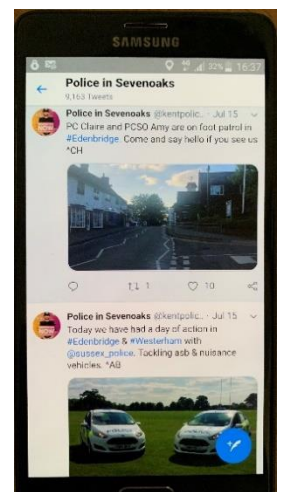 SAMSUNG
32% 16:37
Police in Sevenoaks
9,163 Tweets
Police in Sevenoaks @kentpolic.. · Jul 15
PC Claire and PCSO Amy are on foot patrol in
#Edenbridge. Come and say hello if you see us
^CH
1 10
Police in Sevenoaks @kentpolic.. · Jul 15
Today we have had a day of action in
#Edenbridge & #Westerham with
@sussex_police. Tackling asb & nuisance
vehicles. ^AB